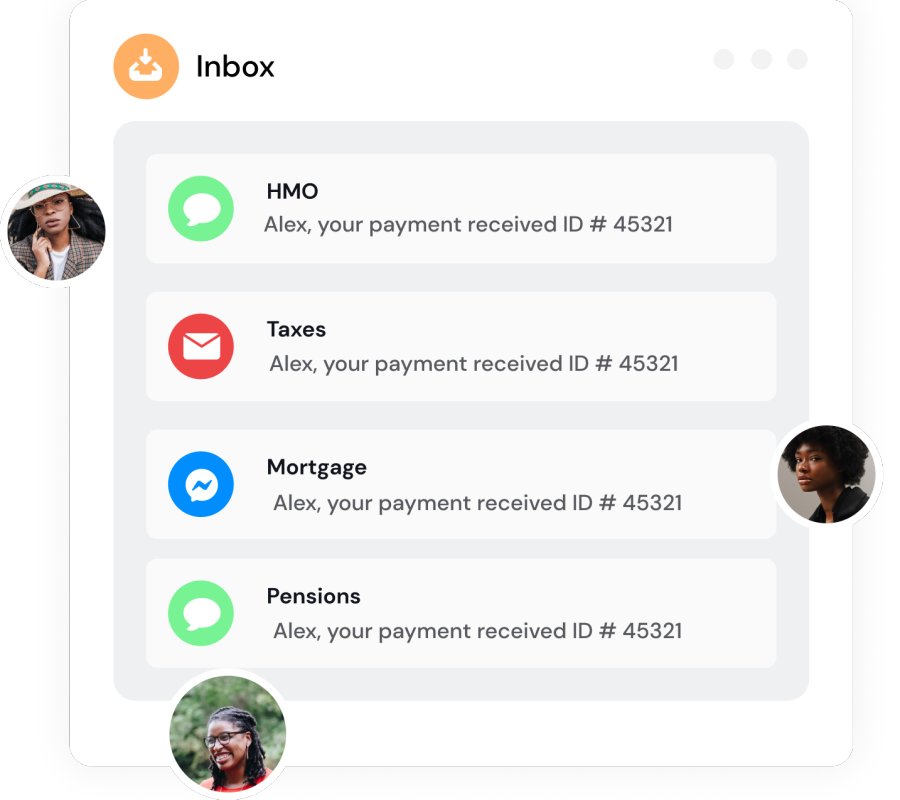 Inbox
HMO
Alex, your payment received ID # 45321
Taxes
Alex, your payment received ID # 45321
Mortgage
Alex, your payment received ID # 45321
Pensions
Alex, your payment received ID # 45321